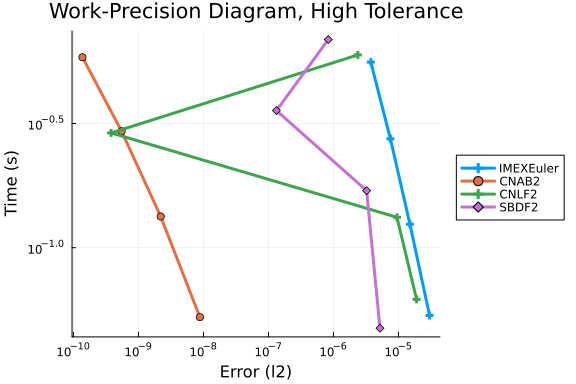 Work-Precision Diagram, High Tolerance
Time (s)
10⁻⁰·⁵
10⁻¹·⁰
10⁻¹⁰ 10⁻⁹ 10⁻⁸ 10⁻⁷ 10⁻⁶ 10⁻⁵
Error (l2)
IMEXEuler
CNAB2
CNLF2
SBDF2